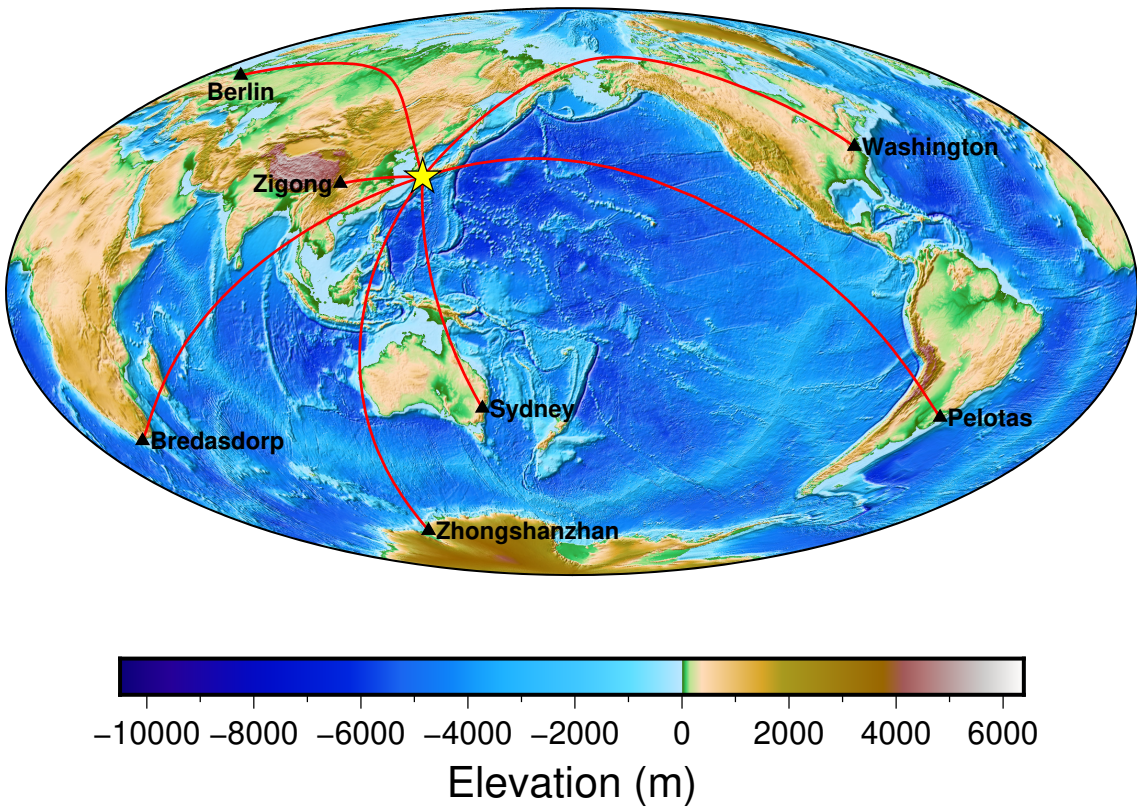 Berlin
Washington
Zigong
Sydney
Pelotas
Bredasdorp
Zhongshanzhan
−10000 −8000 −6000 −4000 −2000 0 2000 4000 6000
Elevation (m)